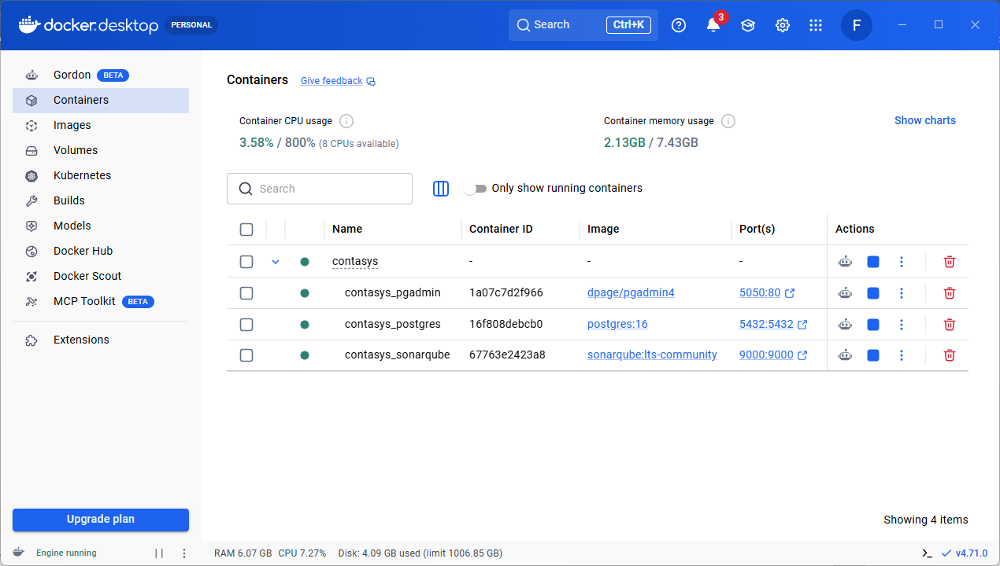 docker.desktop PERSONAL Search Ctrl+K 3 F
Gordon BETA
Containers
Images
Volumes
Kubernetes
Builds
Models
Docker Hub
Docker Scout
MCP Toolkit BETA
Extensions
Upgrade plan
Containers Give feedback
Container CPU usage
3.58% / 800% (8 CPUs available)
Container memory usage
2.13GB / 7.43GB
Show charts
Search
Only show running containers
Name Container ID Image Port(s) Actions
contasys - - -
contasys_pgadmin 1a07c7d2f966 dpage/pgadmin4 5050:80
contasys_postgres 16f808debcb0 postgres:16 5432:5432
contasys_sonarqube 67763e2423a8 sonarqube:lts-community 9000:9000
Showing 4 items
Engine running RAM 6.07 GB CPU 7.27% Disk: 4.09 GB used (limit 1006.85 GB) v4.71.0